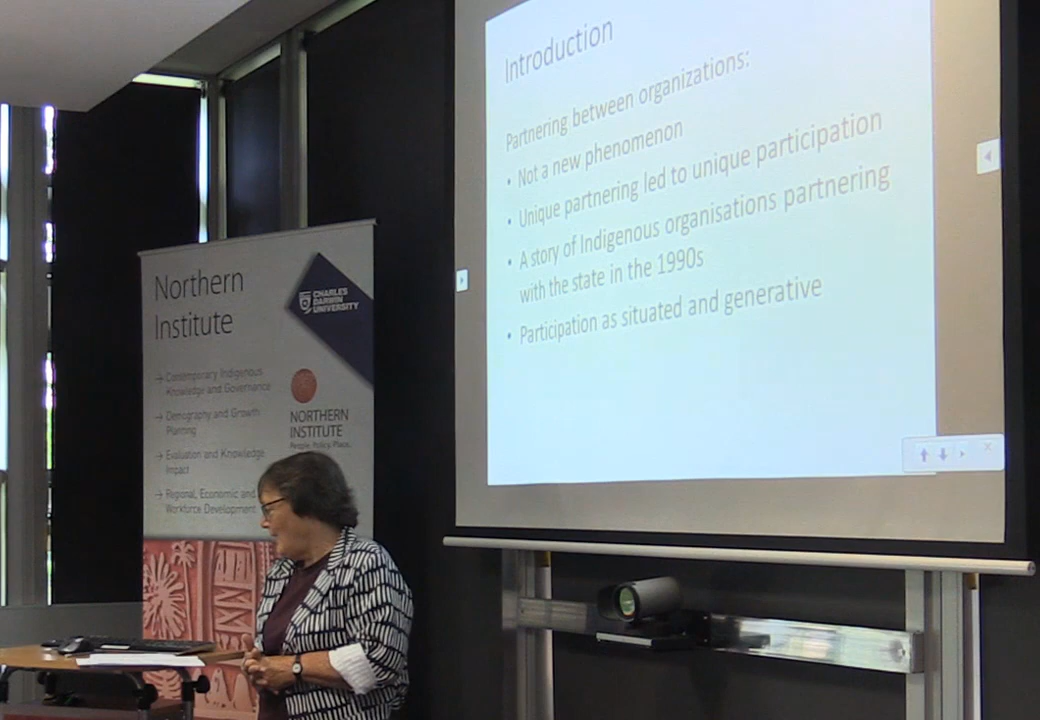 Introduction
Partnering between organizations:
• Not a new phenomenon
• Unique partnering led to unique participation
• A story of Indigenous organisations partnering
with the state in the 1990s
• Participation as situated and generative
Northern
Institute
CHARLES
DARWIN
UNIVERSITY
→ Contemporary Indigenous
Knowledge and Governance
→ Demography and Growth
Planning
→ Evaluation and Knowledge
Impact
→ Regional, Economic and
Workforce Development
NORTHERN
INSTITUTE
People. Policy. Place.